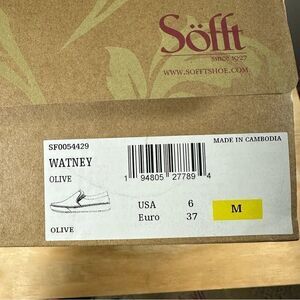 Söfft
since 1927
WWW.SOFFTSHOE.COM
SF0054429
MADE IN CAMBODIA
WATNEY
OLIVE
1 94805 27789 4
USA 6
Euro 37
M
OLIVE